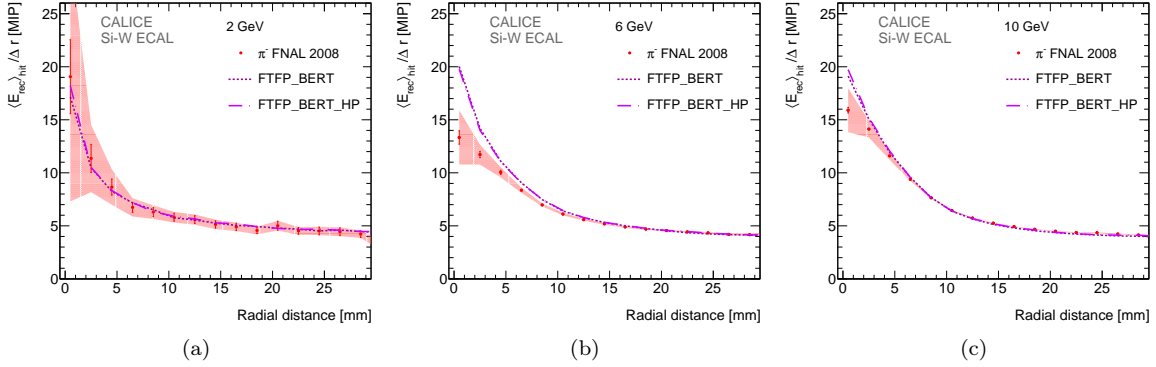 ⟨E_rec⟩_hit /Δ r [MIP]
CALICE
Si-W ECAL
2 GeV
π⁻ FNAL 2008
FTFP_BERT
FTFP_BERT_HP
25
20
15
10
5
0
0 5 10 15 20 25
Radial distance [mm]
(a)
⟨E_rec⟩_hit /Δ r [MIP]
CALICE
Si-W ECAL
6 GeV
π⁻ FNAL 2008
FTFP_BERT
FTFP_BERT_HP
25
20
15
10
5
0
0 5 10 15 20 25
Radial distance [mm]
(b)
⟨E_rec⟩_hit /Δ r [MIP]
CALICE
Si-W ECAL
10 GeV
π⁻ FNAL 2008
FTFP_BERT
FTFP_BERT_HP
25
20
15
10
5
0
0 5 10 15 20 25
Radial distance [mm]
(c)